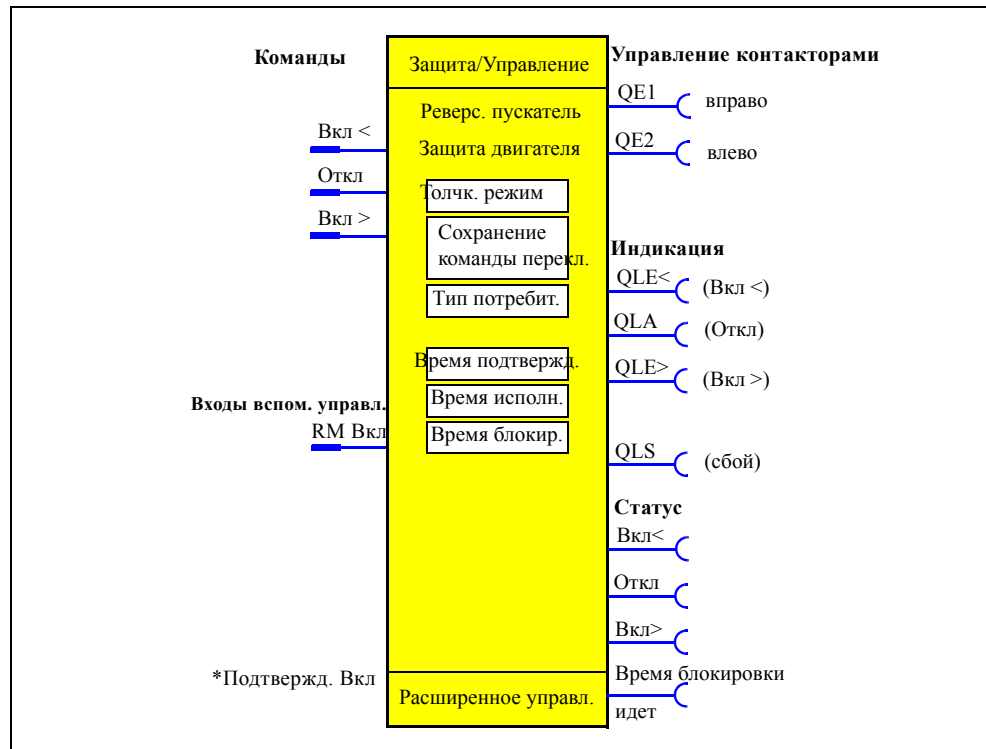 Команды
Вкл <
Откл
Вкл >
Входы вспом. управл.
RM Вкл
*Подтвержд. Вкл
Защита/Управление
Реверс. пускатель
Защита двигателя
Толчк. режим
Сохранение
команды перекл.
Тип потребит.
Время подтвержд.
Время исполн.
Время блокир.
Расширенное управл.
Управление контакторами
QE1 вправо
QE2 влево
Индикация
QLE< (Вкл <)
QLA (Откл)
QLE> (Вкл >)
QLS (сбой)
Статус
Вкл<
Откл
Вкл>
Время блокировки
идет